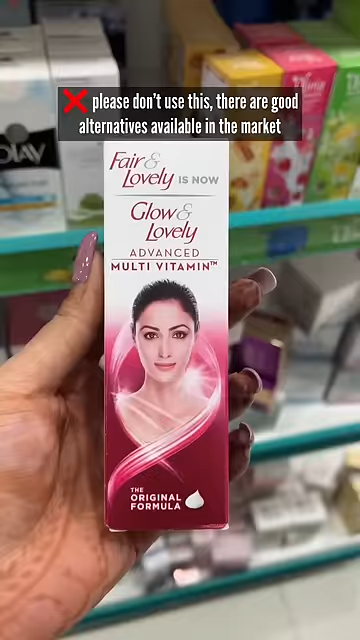 ❌ please don't use this, there are good
alternatives available in the market
OLAY
Fair &
Lovely IS NOW
Glow &
Lovely
ADVANCED
MULTI VITAMIN™
THE
ORIGINAL
FORMULA